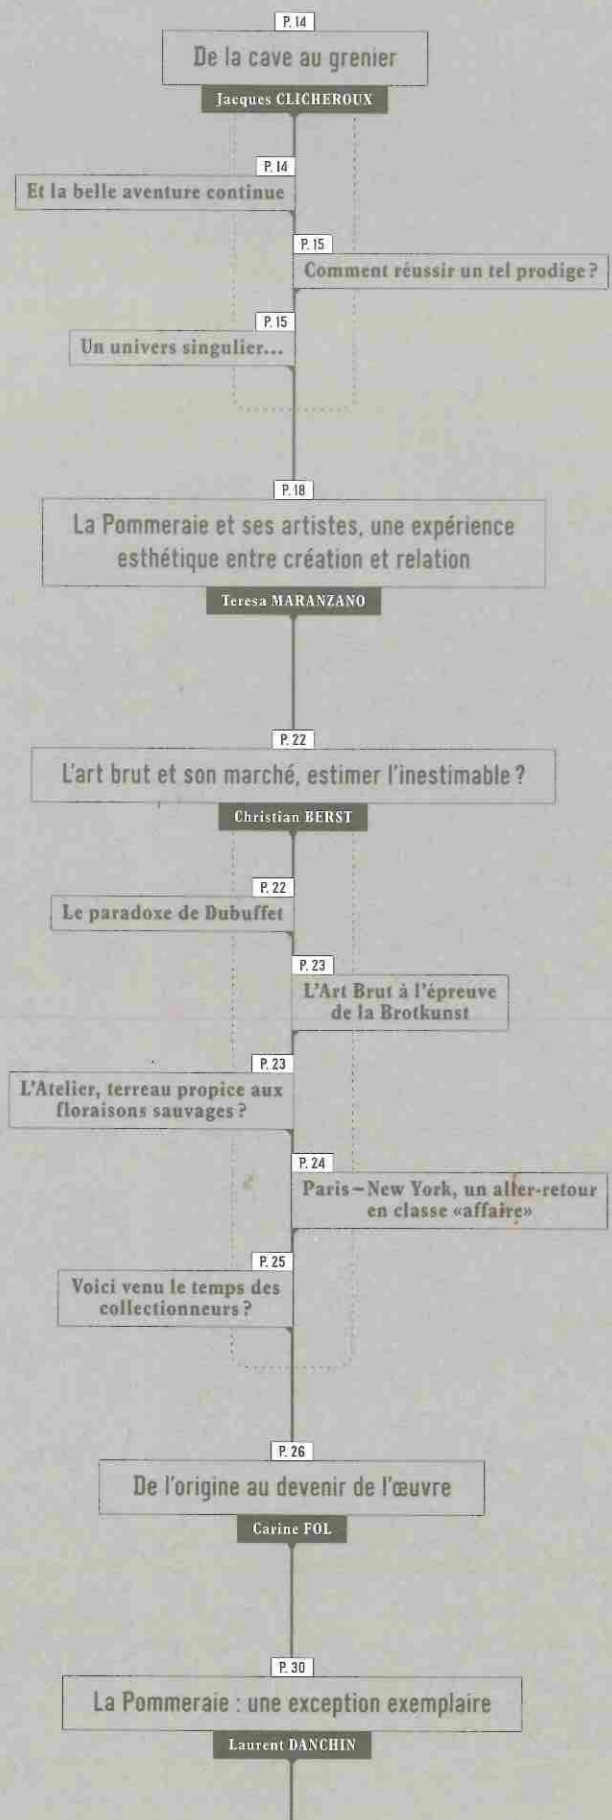 P. 14
De la cave au grenier
Jacques CLICHEROUX
P. 14
Et la belle aventure continue
P. 15
Comment réussir un tel prodige ?
P. 15
Un univers singulier...
P. 18
La Pommeraie et ses artistes, une expérience
esthétique entre création et relation
Teresa MARANZANO
P. 22
L'art brut et son marché, estimer l'inestimable ?
Christian BERST
P. 22
Le paradoxe de Dubuffet
P. 23
L'Art Brut à l'épreuve
de la Brotkunst
P. 23
L'Atelier, terreau propice aux
floraisons sauvages ?
P. 24
Paris – New York, un aller-retour
en classe «affaire»
P. 25
Voici venu le temps des
collectionneurs ?
P. 26
De l'origine au devenir de l'œuvre
Carine FOL
P. 30
La Pommeraie : une exception exemplaire
Laurent DANCHIN